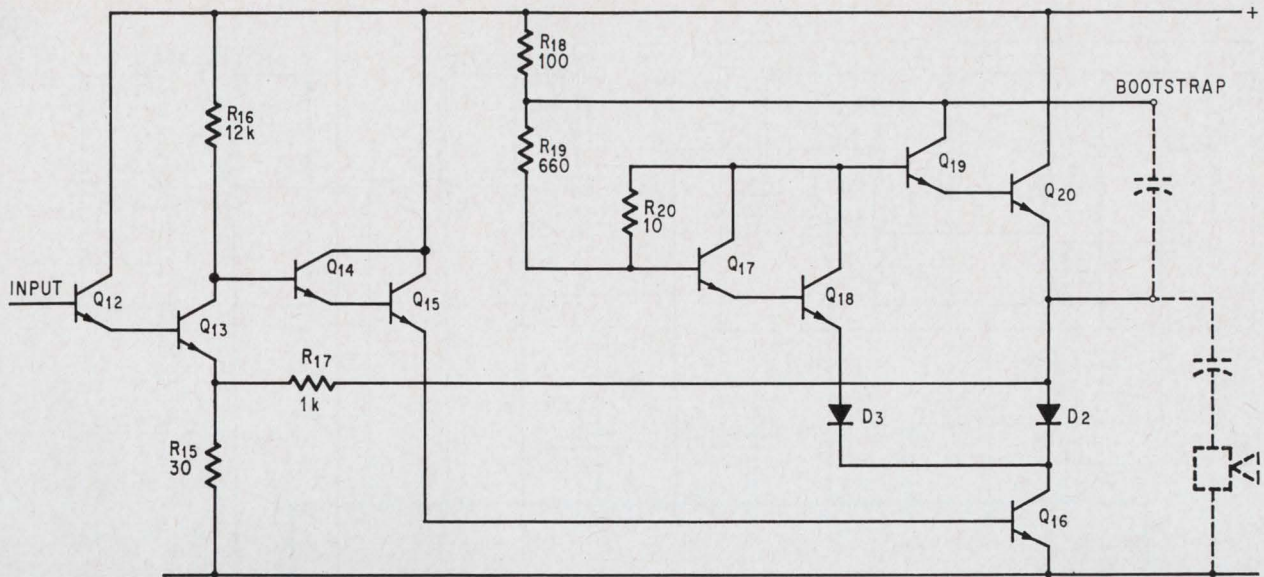 +
R18
100
BOOTSTRAP
R16
12k
R19
660
Q19
Q20
R20
10
Q14
Q17
INPUT
Q12
Q15
Q18
Q13
R17
1k
D3
D2
R15
30
Q16